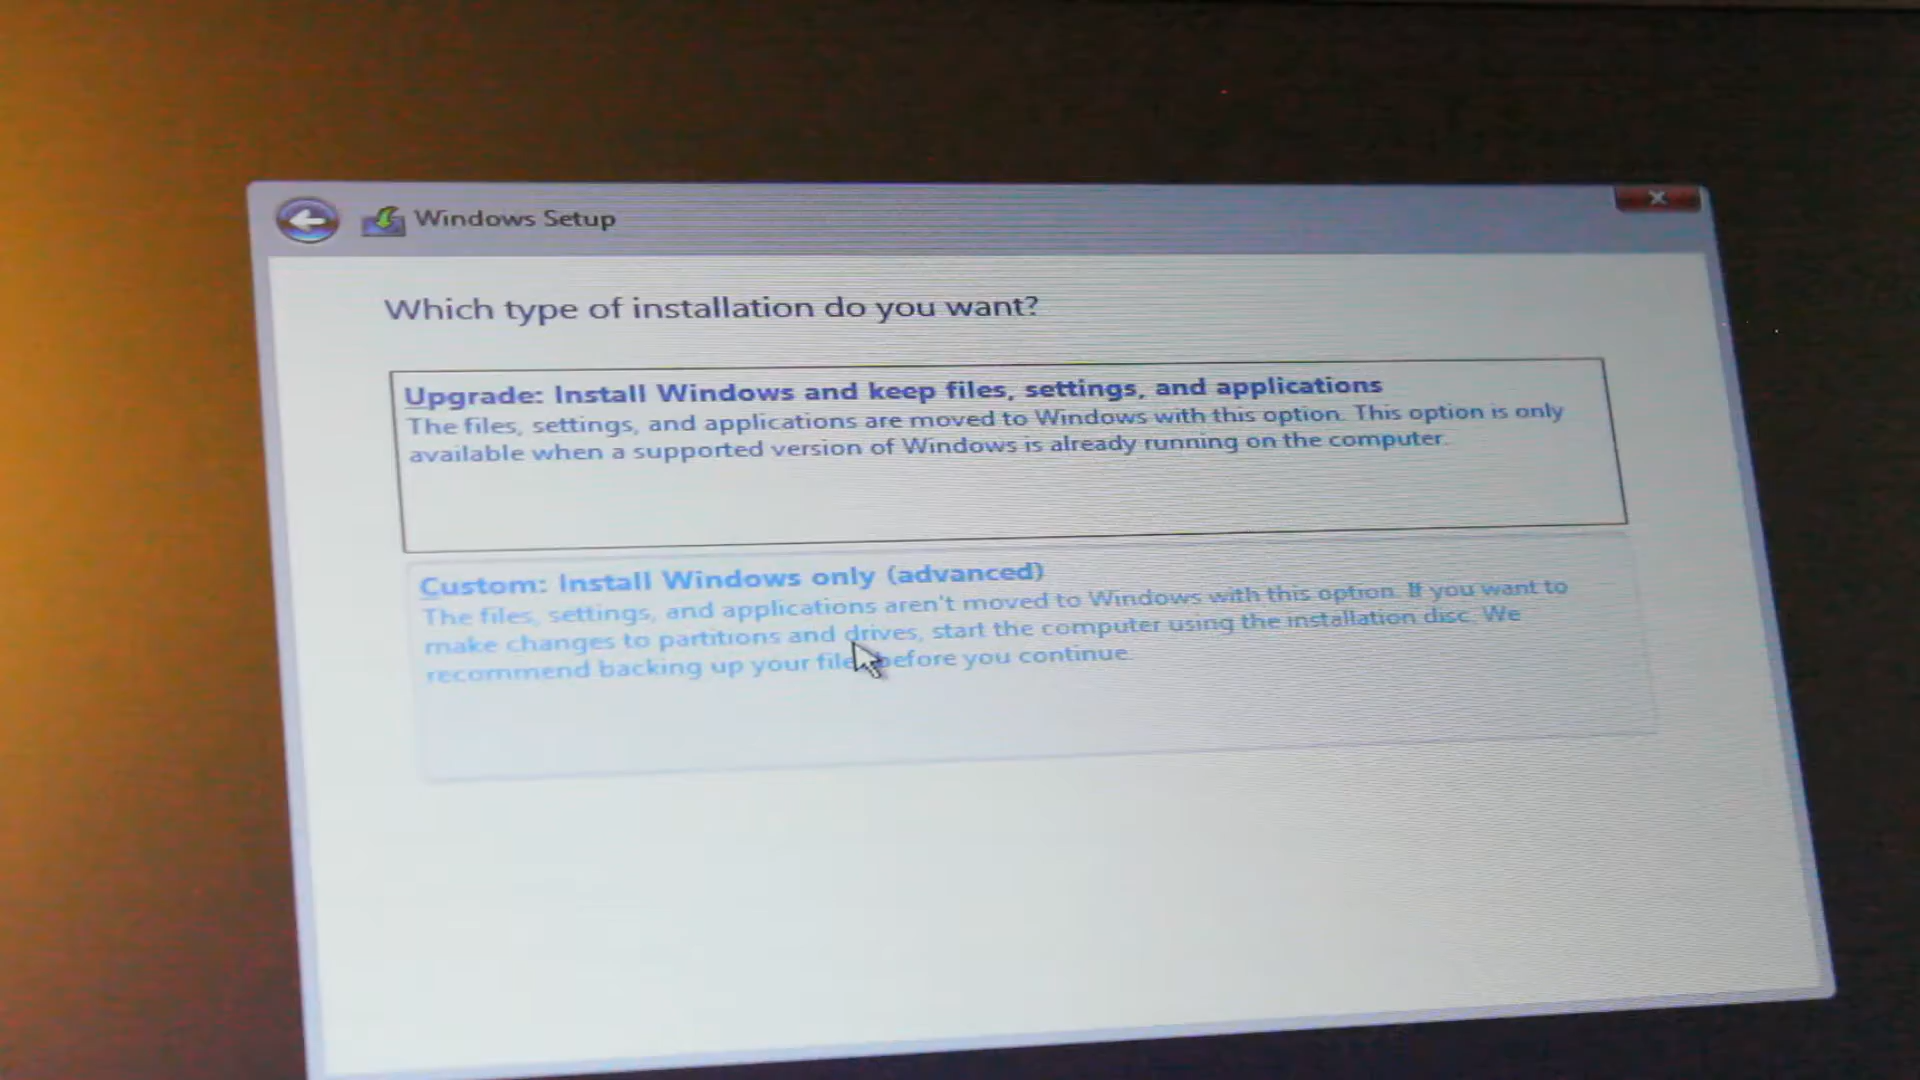 Windows Setup
Which type of installation do you want?
Upgrade: Install Windows and keep files, settings, and applications
The files, settings, and applications are moved to Windows with this option. This option is only
available when a supported version of Windows is already running on the computer.
Custom: Install Windows only (advanced)
The files, settings, and applications aren't moved to Windows with this option. If you want to
make changes to partitions and drives, start the computer using the installation disc. We
recommend backing up your file before you continue.